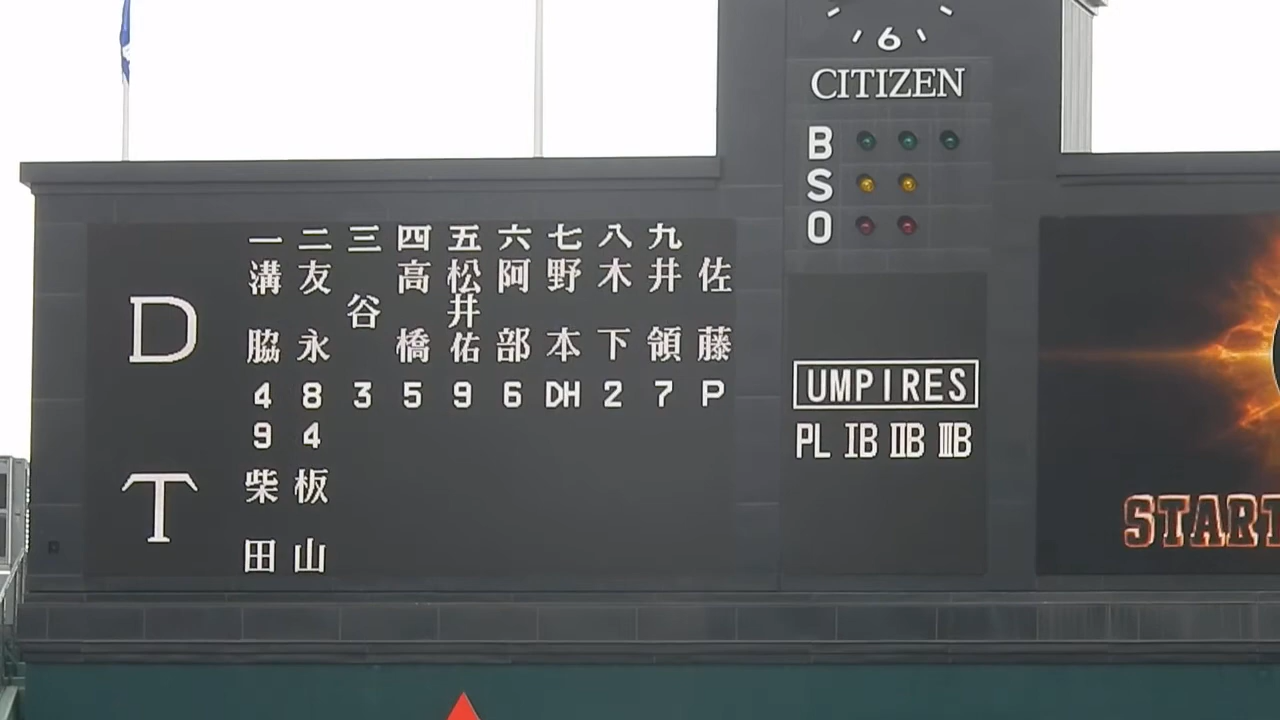 6
CITIZEN
B
S
O
一 二 三 四 五 六 七 八 九
D 溝脇 友永 谷 高橋 松井佑 阿部 野本 木下 井領 佐藤
4 8 3 5 9 6 DH 2 7 P
9 4
T 柴田 板山
UMPIRES
PL ⅠB ⅡB ⅢB
START